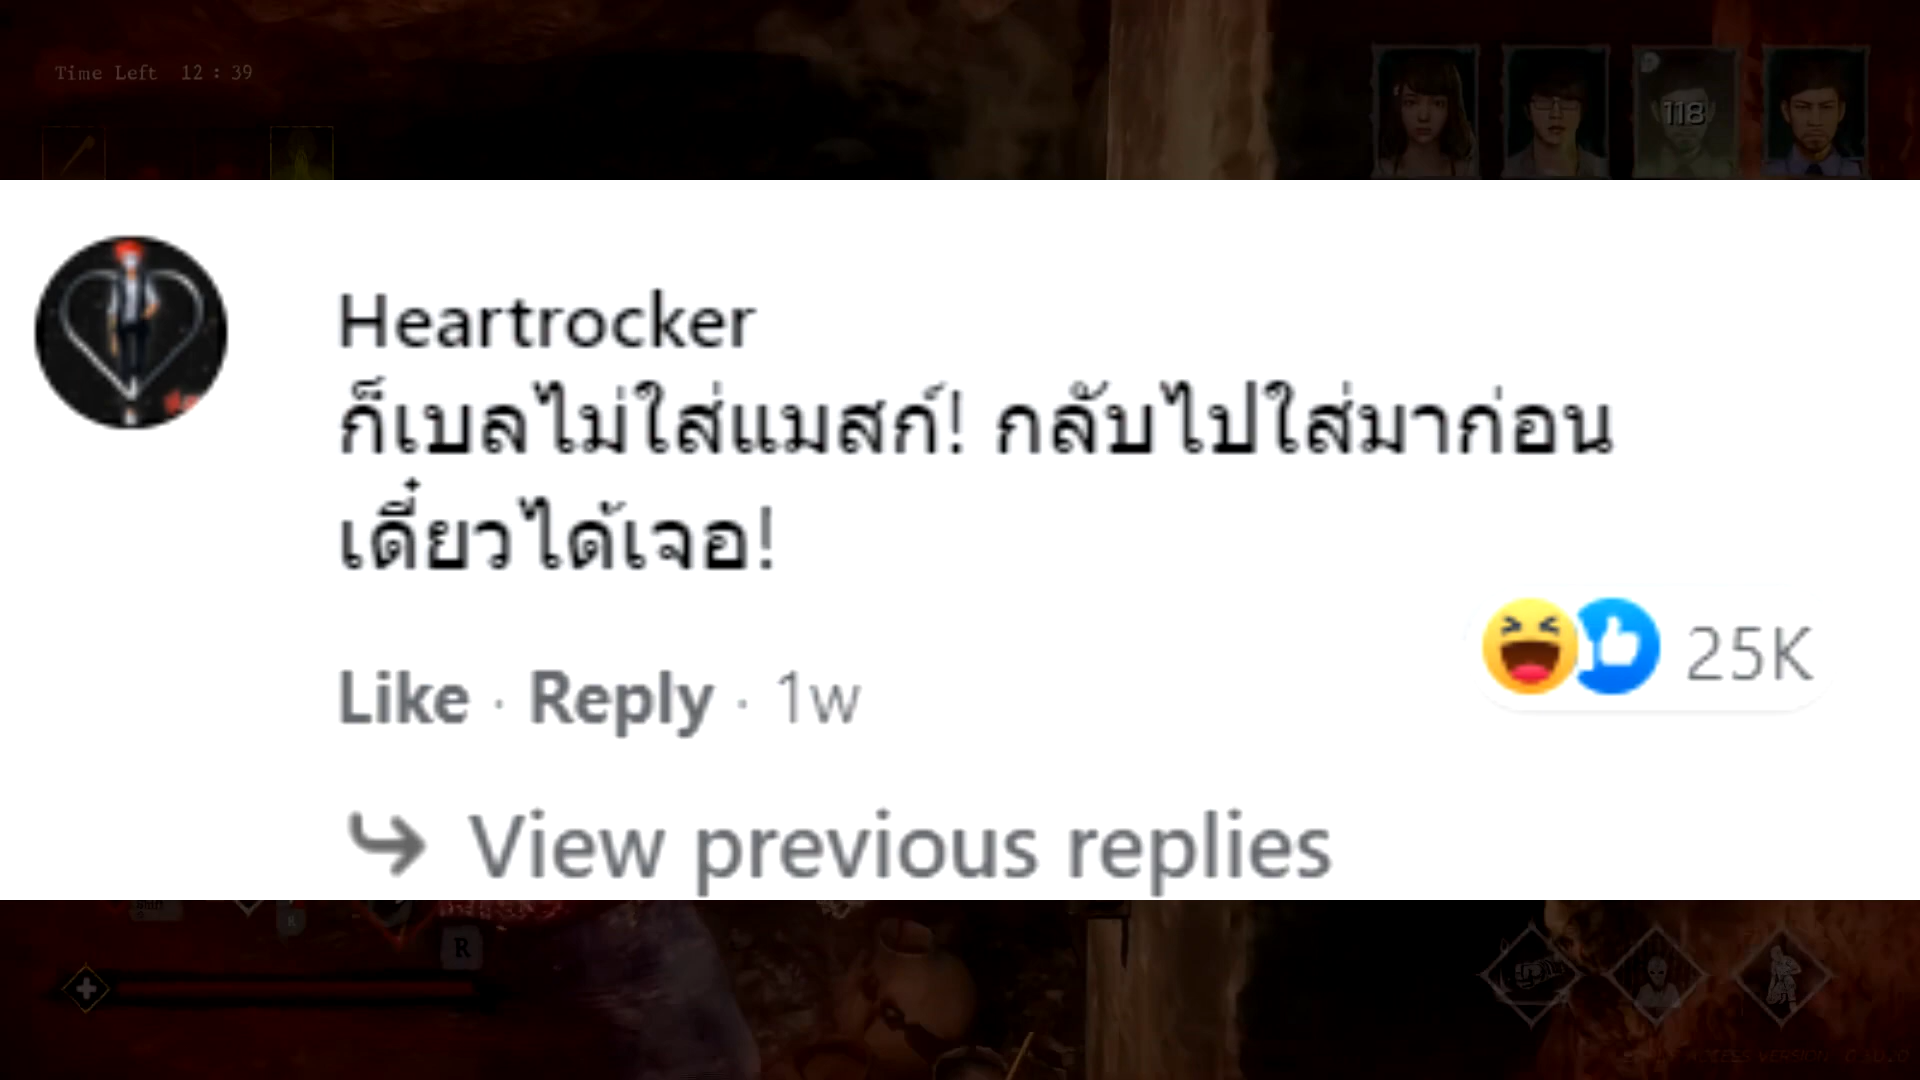 Time Left 12 : 39
118
Heartrocker
ก็เบลไม่ใส่แมสก์! กลับไปใส่มาก่อน
เดี๋ยวได้เจอ!
25K
Like · Reply · 1w
View previous replies
R